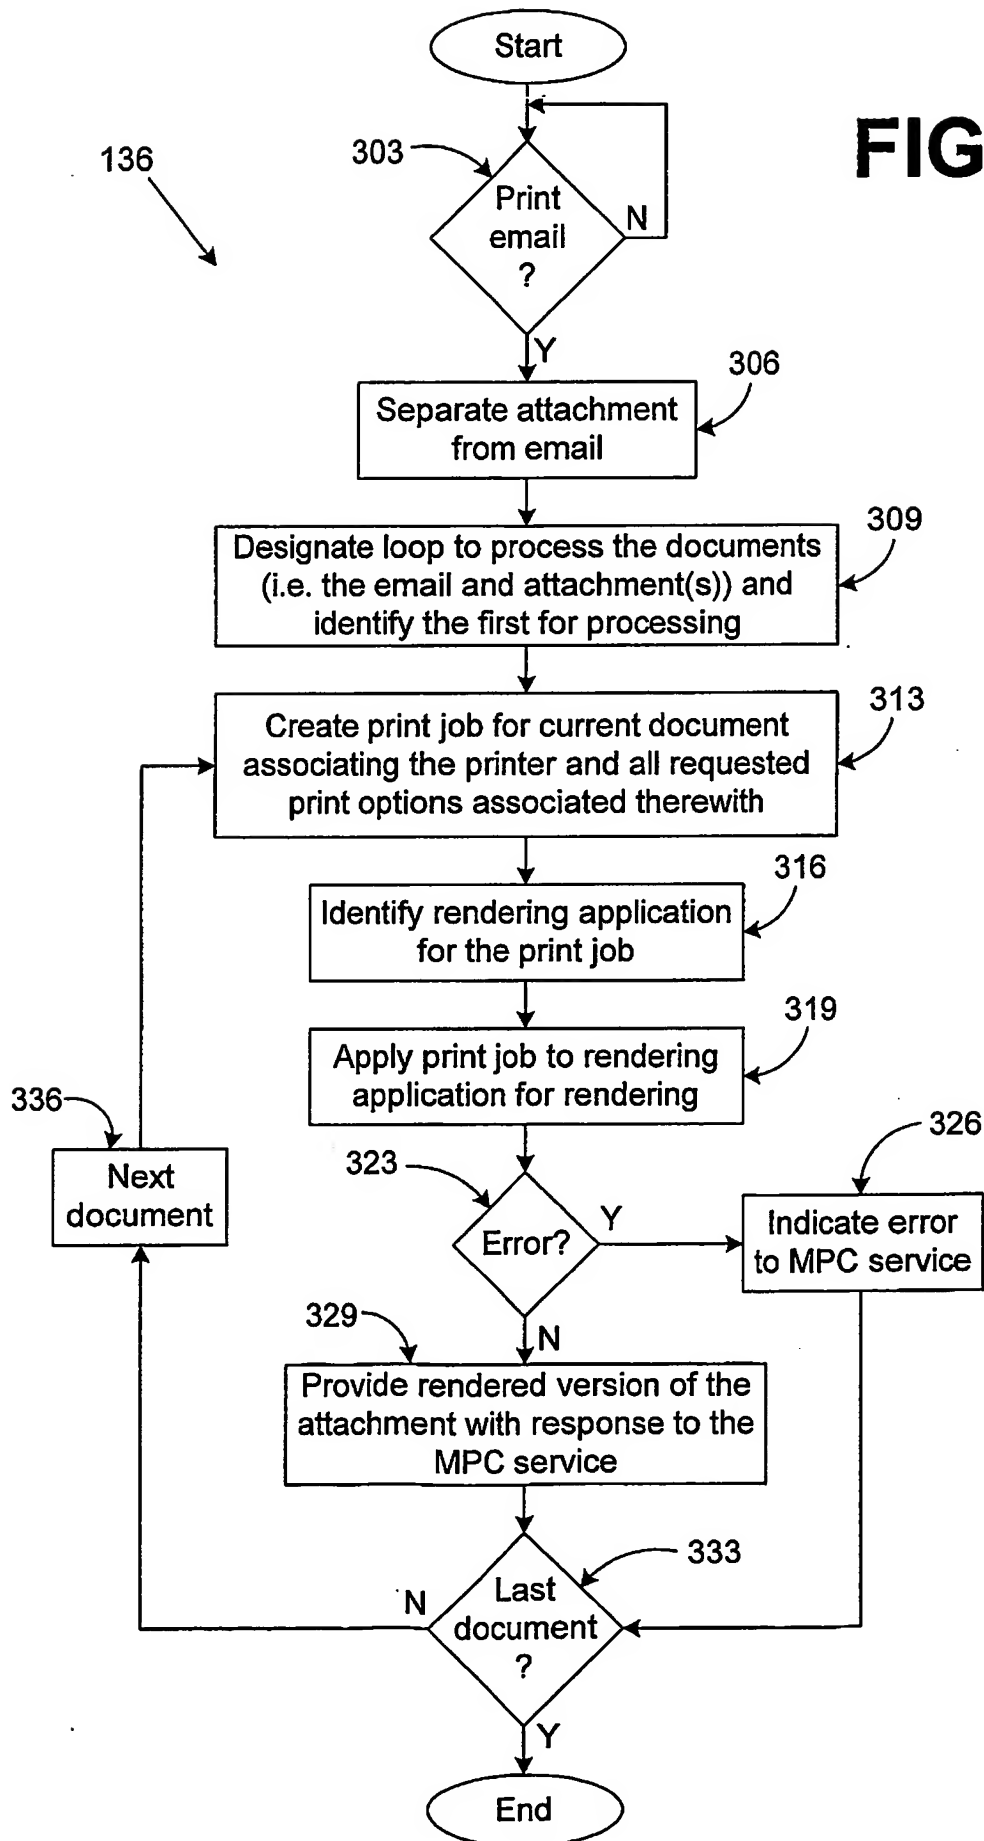 Start
FIG
136
303
Print
email
?
N
Y
306
Separate attachment
from email
309
Designate loop to process the documents
(i.e. the email and attachment(s)) and
identify the first for processing
313
Create print job for current document
associating the printer and all requested
print options associated therewith
316
Identify rendering application
for the print job
319
Apply print job to rendering
application for rendering
336
Next
document
323
Error?
Y
326
Indicate error
to MPC service
N
329
Provide rendered version of the
attachment with response to the
MPC service
333
Last
document
?
N
Y
End